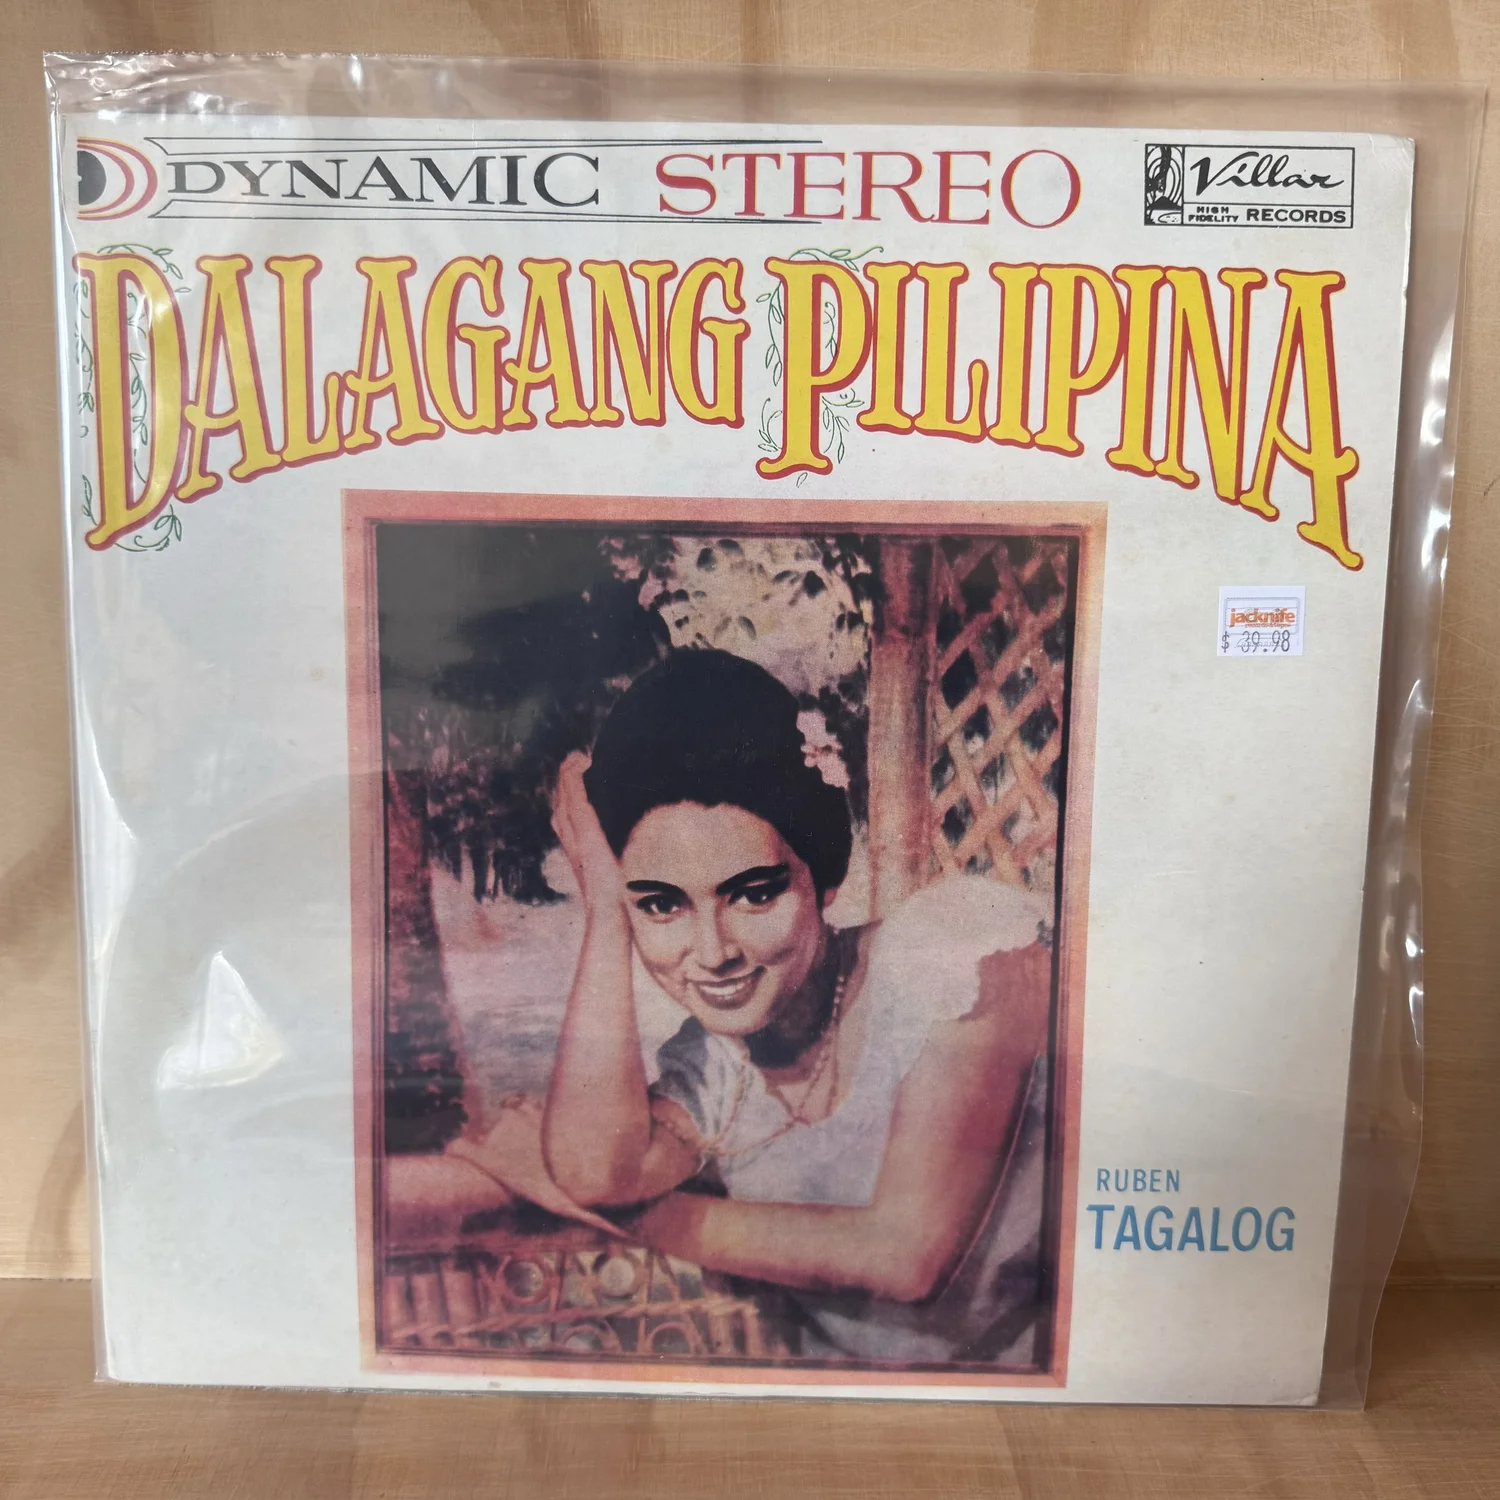 DYNAMIC STEREO
Villar
HIGH FIDELITY RECORDS
DALAGANG PILIPINA
jacknife
$ 39.98
RUBEN
TAGALOG